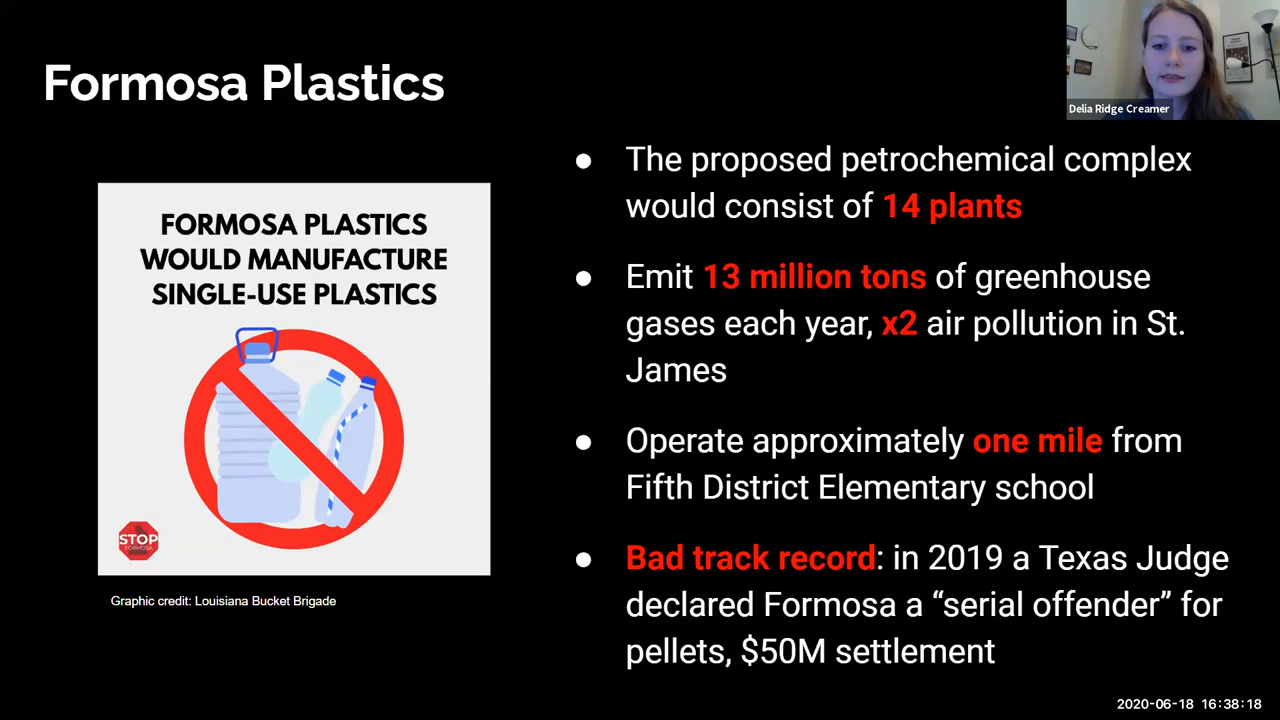 Formosa Plastics
Delia Ridge Creamer
FORMOSA PLASTICS
WOULD MANUFACTURE
SINGLE-USE PLASTICS
STOP
FORMOSA
Graphic credit: Louisiana Bucket Brigade
● The proposed petrochemical complex
would consist of 14 plants
● Emit 13 million tons of greenhouse
gases each year, x2 air pollution in St.
James
● Operate approximately one mile from
Fifth District Elementary school
● Bad track record: in 2019 a Texas Judge
declared Formosa a “serial offender” for
pellets, $50M settlement
2020-06-18 16:38:18